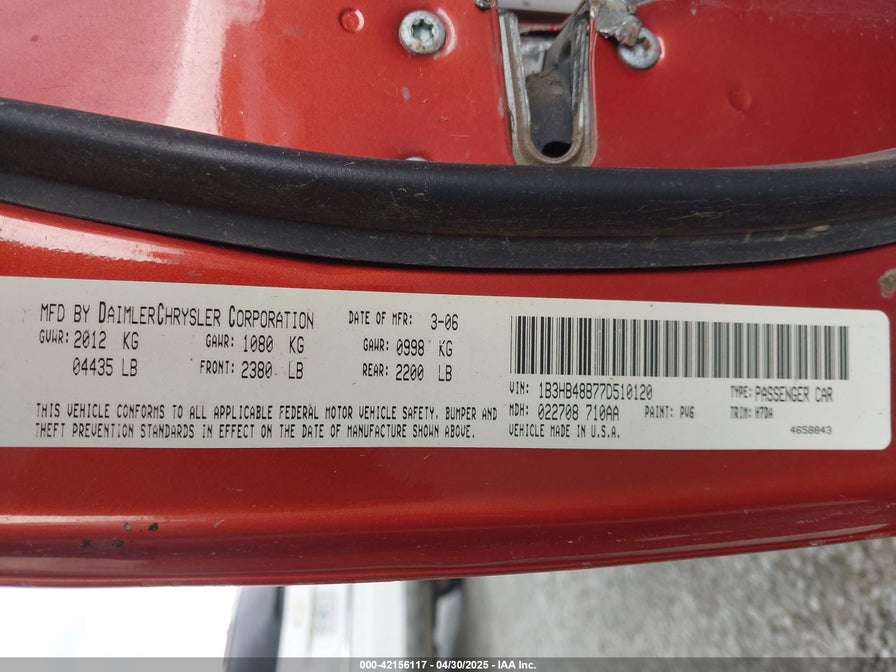 MFD BY DAIMLERCHRYSLER CORPORATION DATE OF MFR: 3-06
GVWR: 2012 KG GAWR: 1080 KG GAWR: 0998 KG
04435 LB FRONT: 2380 LB REAR: 2200 LB
THIS VEHICLE CONFORMS TO ALL APPLICABLE FEDERAL MOTOR VEHICLE SAFETY, BUMPER AND
THEFT PREVENTION STANDARDS IN EFFECT ON THE DATE OF MANUFACTURE SHOWN ABOVE.
VIN: 1B3HB48B77D510120 TYPE: PASSENGER CAR
MDH: 022708 710AA PAINT: PV6 TRIM: H7DA
VEHICLE MADE IN U.S.A. 4658843
000-42156117 - 04/30/2025 - IAA Inc.